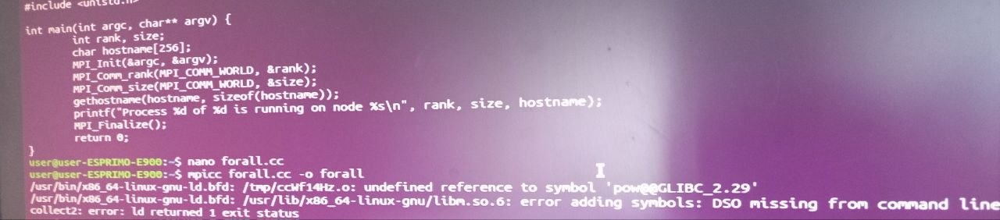 #include <unistd.h>
int main(int argc, char** argv) {
int rank, size;
char hostname[256];
MPI_Init(&argc, &argv);
MPI_Comm_rank(MPI_COMM_WORLD, &rank);
MPI_Comm_size(MPI_COMM_WORLD, &size);
gethostname(hostname, sizeof(hostname));
printf("Process %d of %d is running on node %s\n", rank, size, hostname);
MPI_Finalize();
return 0;
}
user@user-ESPRIMO-E900:~$ nano forall.cc
user@user-ESPRIMO-E900:~$ mpicc forall.cc -o forall
/usr/bin/x86_64-linux-gnu-ld.bfd: /tmp/ccWf14Hz.o: undefined reference to symbol 'pow@@GLIBC_2.29'
/usr/bin/x86_64-linux-gnu-ld.bfd: /usr/lib/x86_64-linux-gnu/libm.so.6: error adding symbols: DSO missing from command line
collect2: error: ld returned 1 exit status